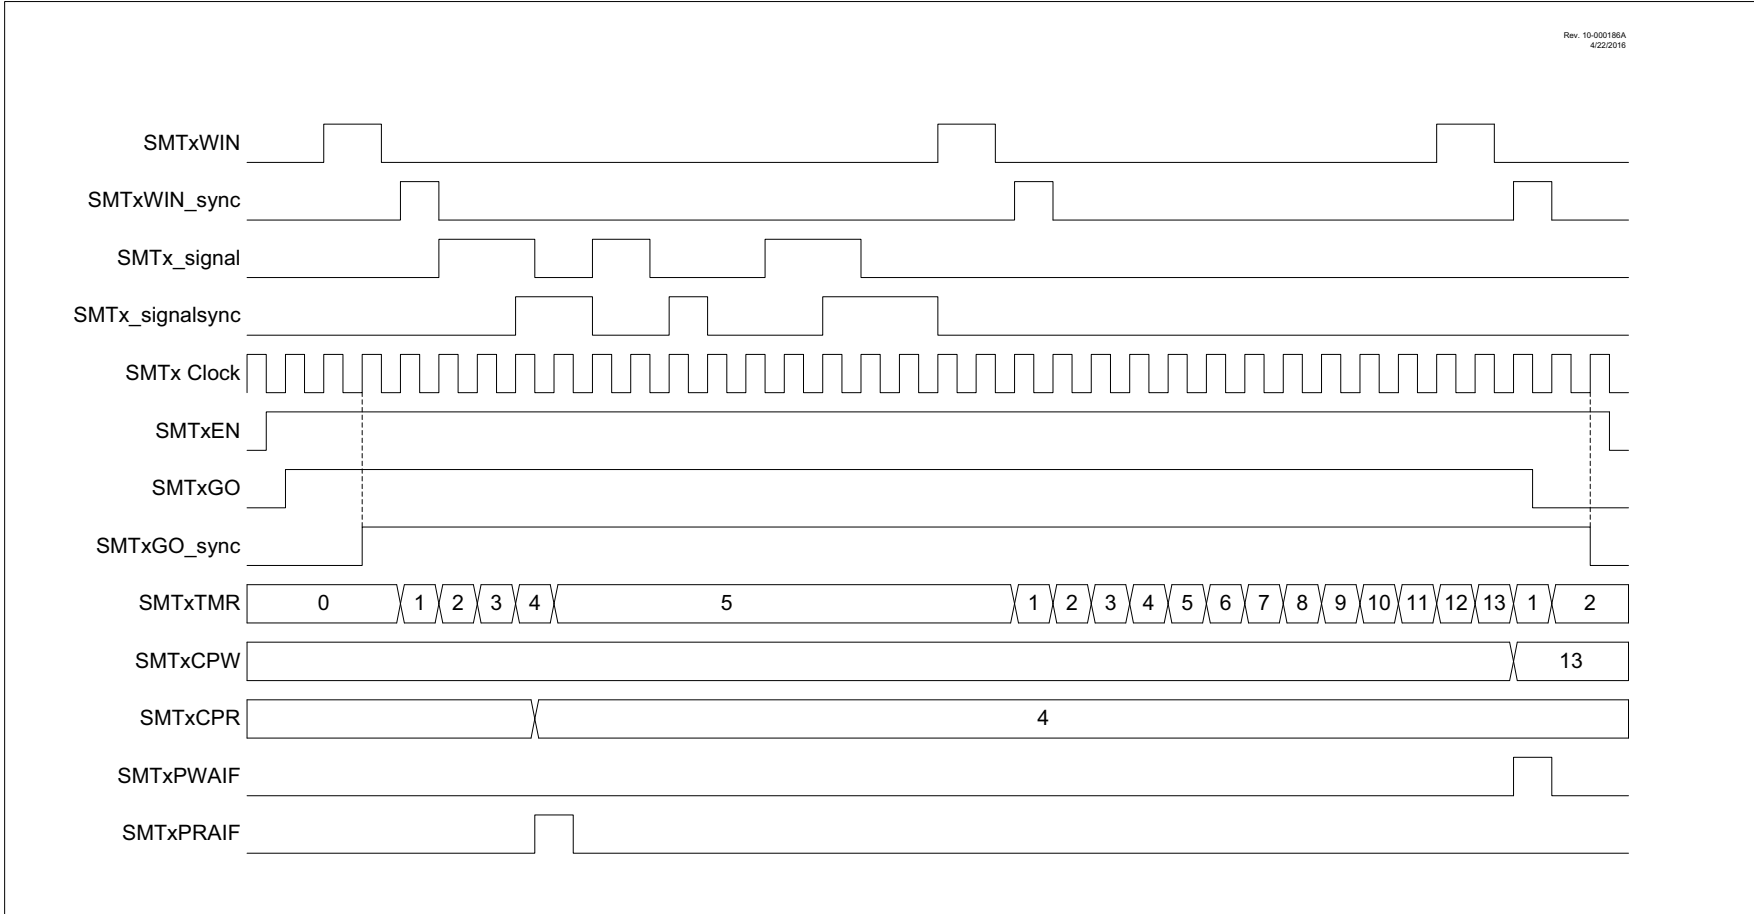 Rev. 10-000186A
4/22/2016
SMTxWIN
SMTxWIN_sync
SMTx_signal
SMTx_signalsync
SMTx Clock
SMTxEN
SMTxGO
SMTxGO_sync
SMTxTMR 0 1 2 3 4 5 1 2 3 4 5 6 7 8 9 10 11 12 13 1 2
SMTxCPW 13
SMTxCPR 4
SMTxPWAIF
SMTxPRAIF